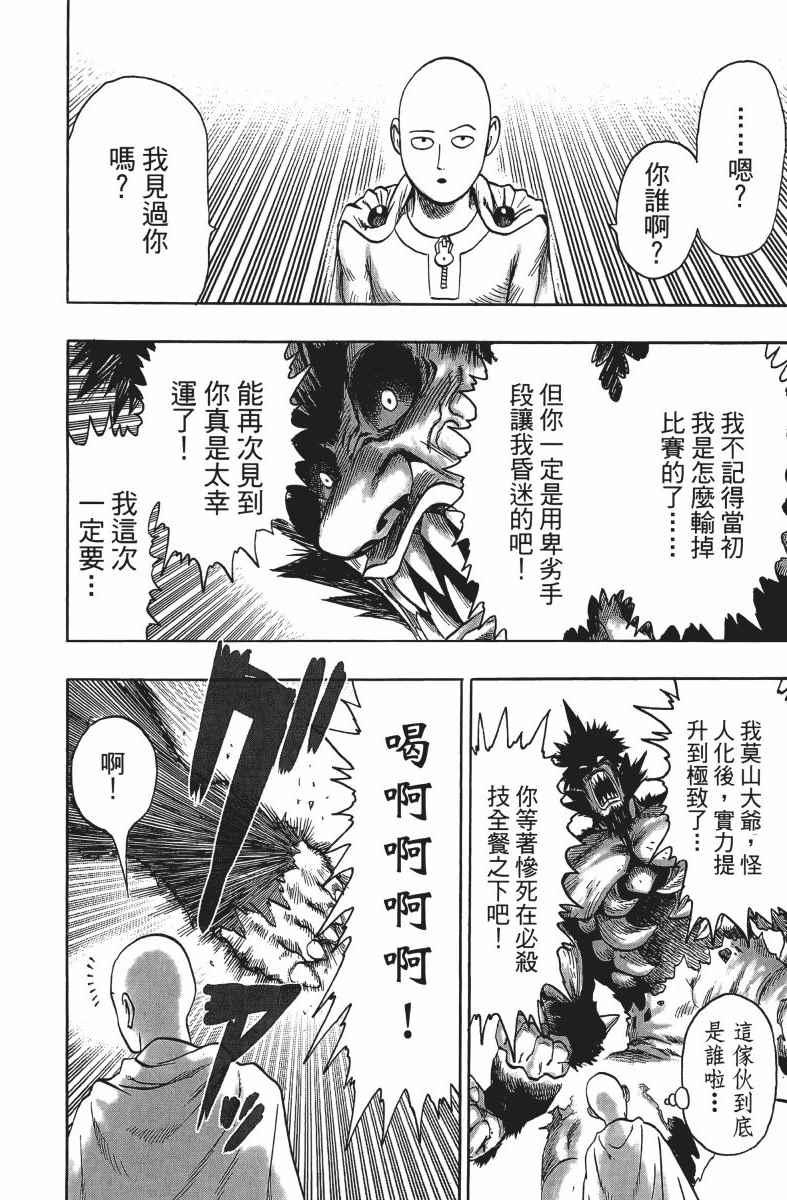 ……嗯？
你誰啊？
我見過你
嗎？
我不記得當初
我是怎麼輸掉
比賽的了……
但你一定是用卑劣手
段讓我昏迷的吧！
能再次見到
你真是太幸
運了！
我這次
一定要…
我莫山大爺，怪
人化後，實力提
升到極致了…
你等著慘死在必殺
技全餐之下吧！
這傢伙到底
是誰啦…
喝啊啊啊啊！
啊！